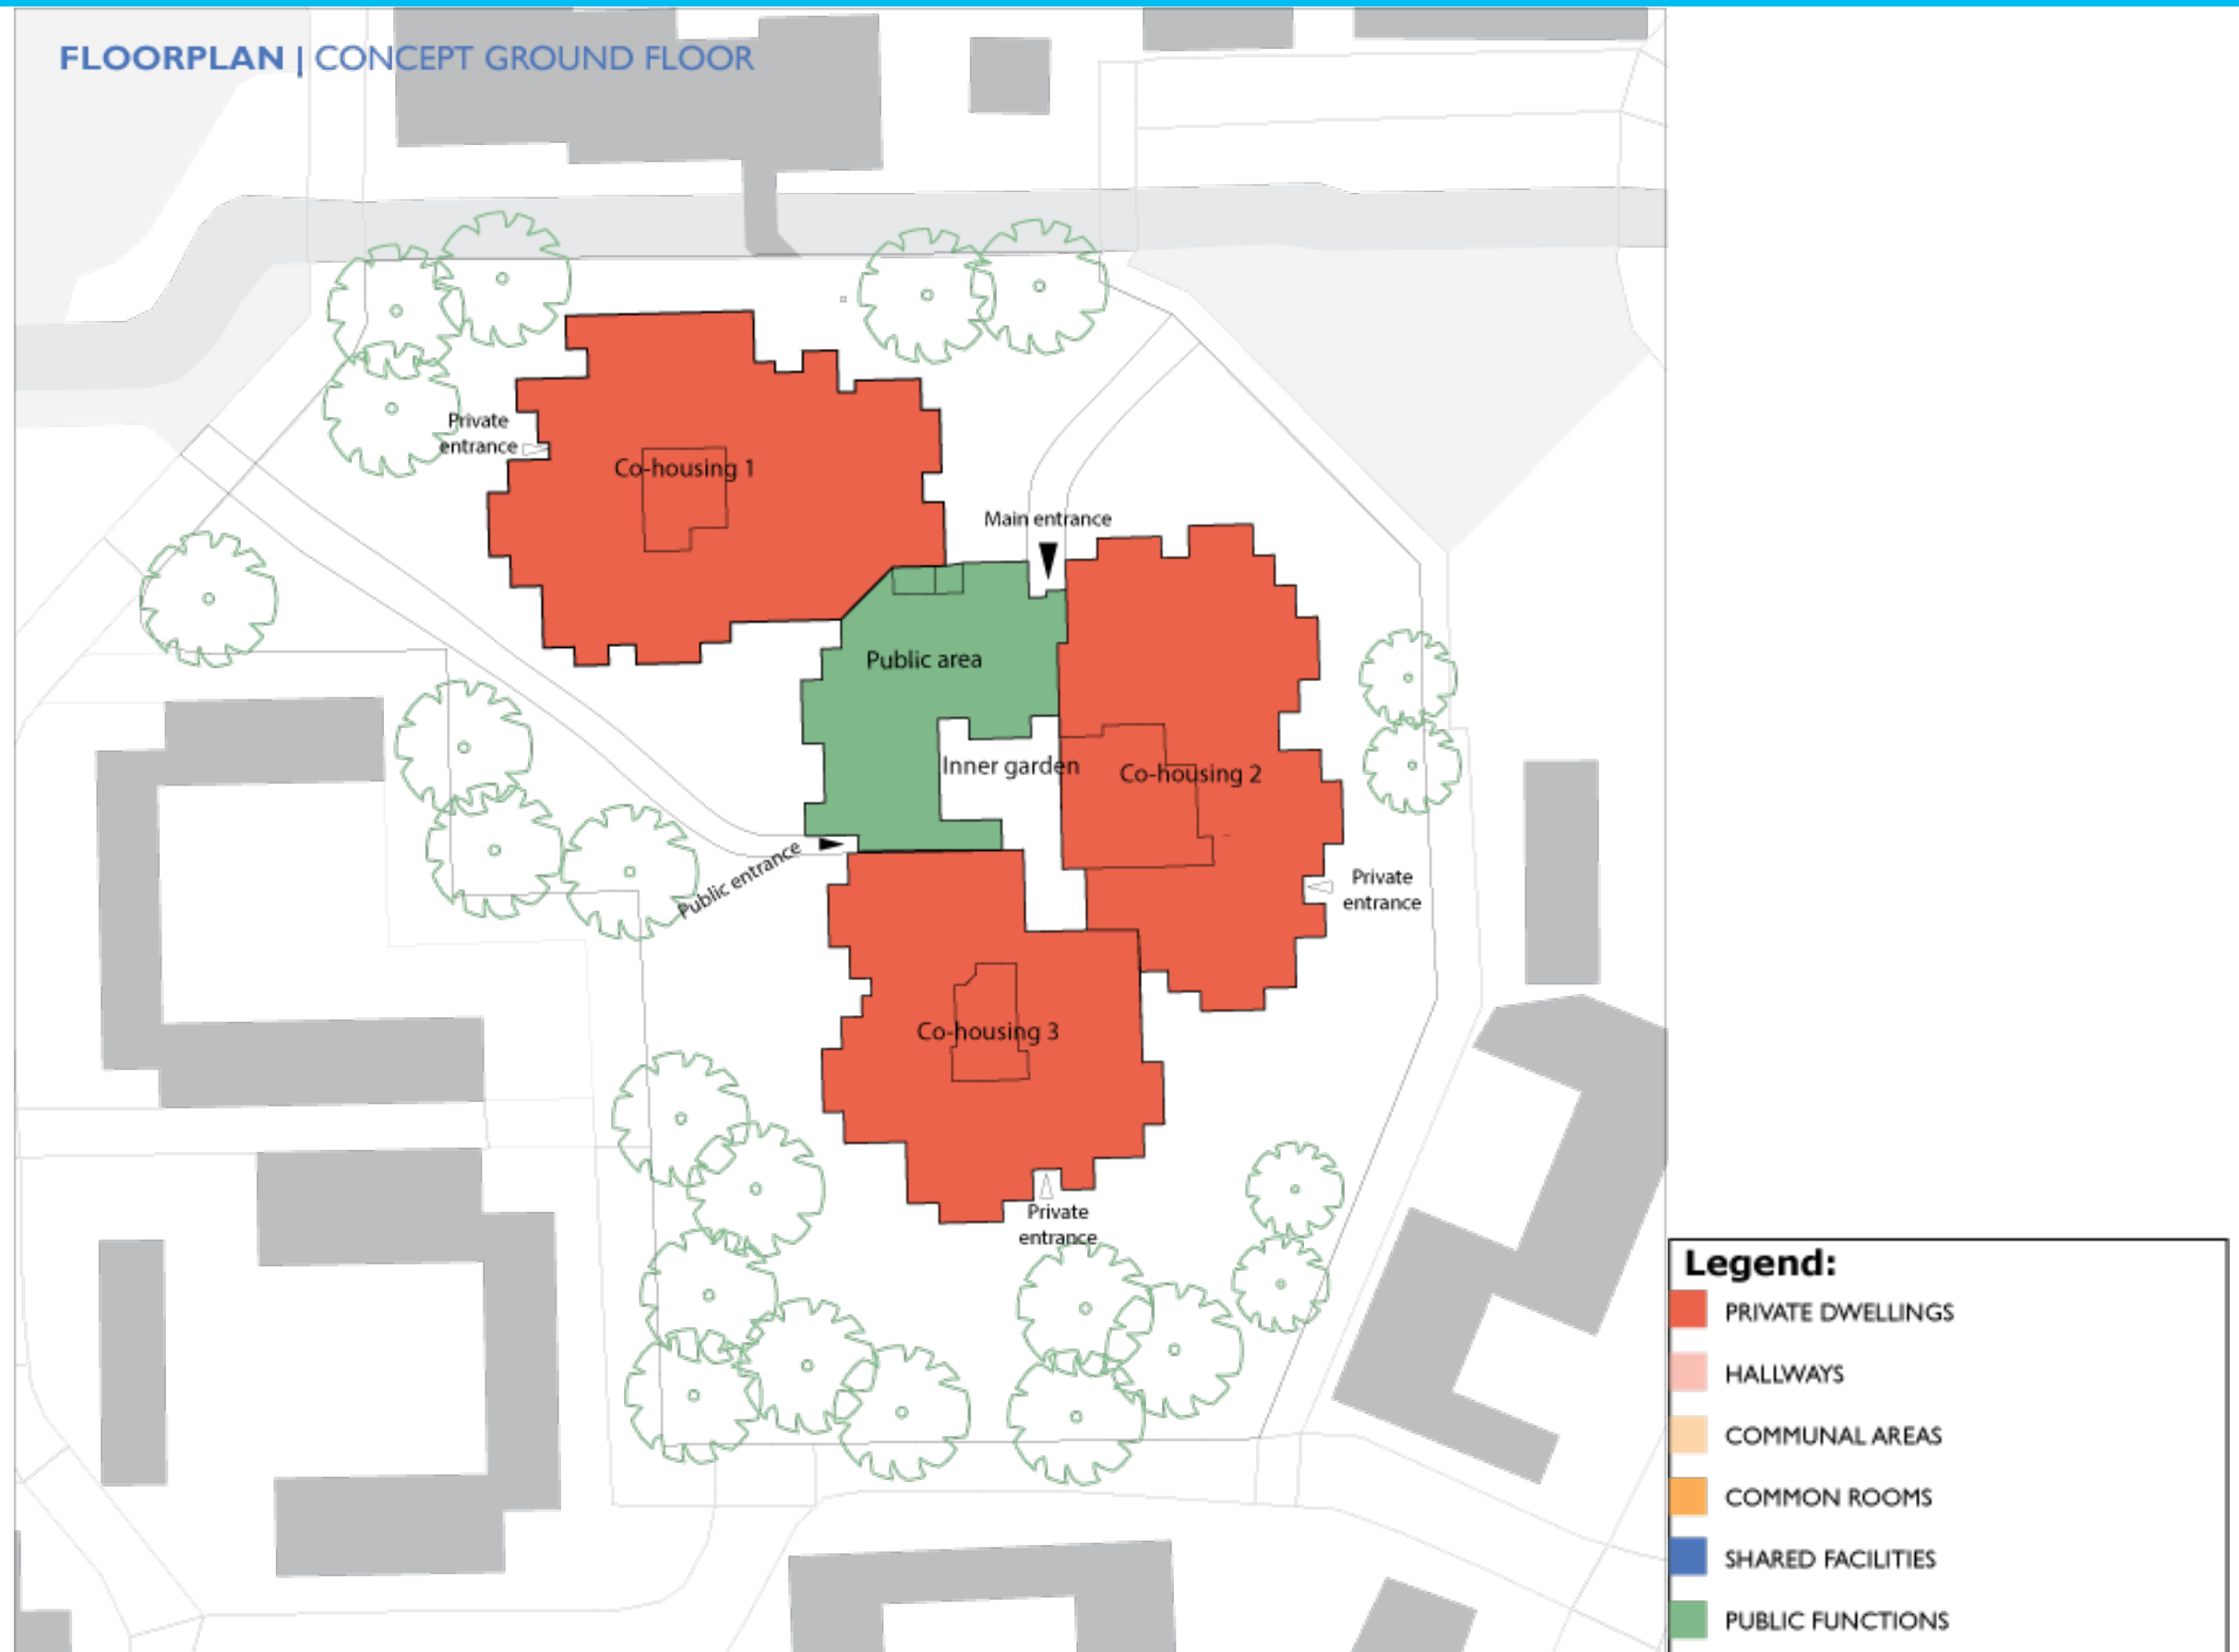 FLOORPLAN | CONCEPT GROUND FLOOR
Private
entrance
Co-housing 1
Main entrance
Public area
Inner garden
Co-housing 2
Public entrance
Private
entrance
Co-housing 3
Private
entrance
Legend:
PRIVATE DWELLINGS
HALLWAYS
COMMUNAL AREAS
COMMON ROOMS
SHARED FACILITIES
PUBLIC FUNCTIONS